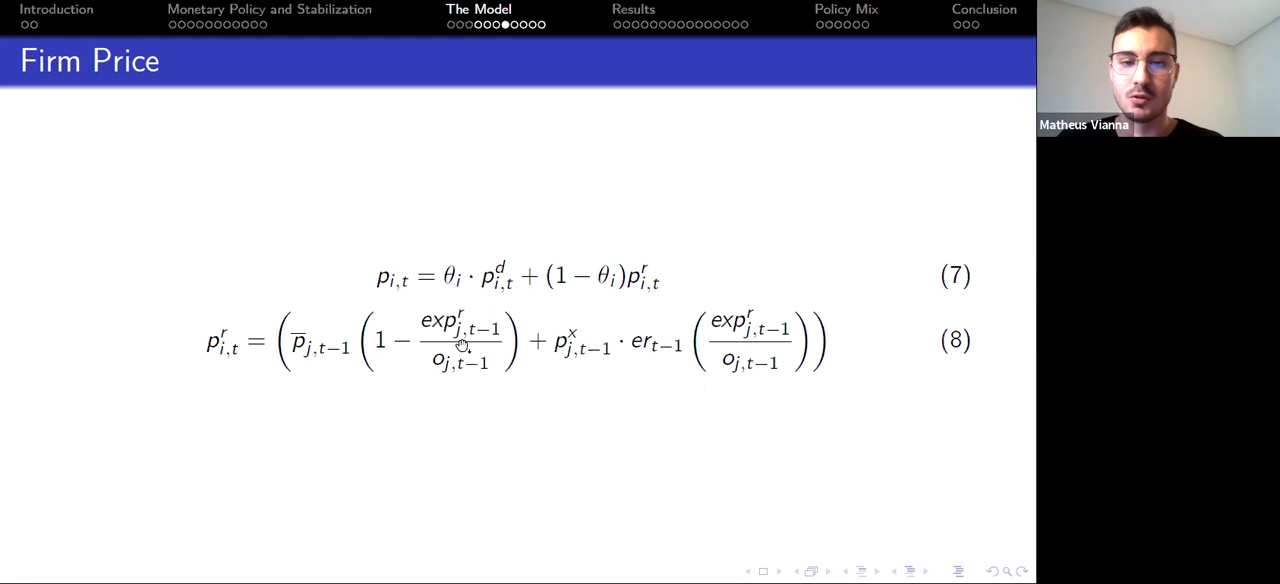 Introduction Monetary Policy and Stabilization The Model Results Policy Mix Conclusion
Firm Price
p_{i,t} = θ_i · p^d_{i,t} + (1 − θ_i)p^r_{i,t} (7)
p^r_{i,t} = ( p̅_{j,t−1} ( 1 − exp^r_{j,t−1} / o_{j,t−1} ) + p^x_{j,t−1} · er_{t−1} ( exp^r_{j,t−1} / o_{j,t−1} ) ) (8)
Matheus Vianna